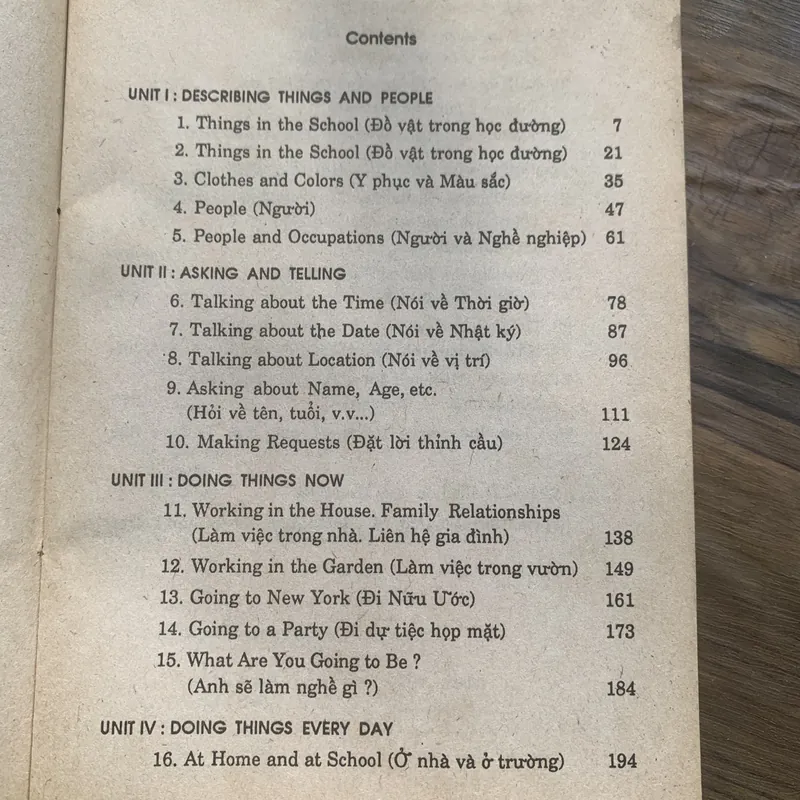 Contents
UNIT I : DESCRIBING THINGS AND PEOPLE
1. Things in the School (Đồ vật trong học đường) 7
2. Things in the School (Đồ vật trong học đường) 21
3. Clothes and Colors (Y phục và Màu sắc) 35
4. People (Người) 47
5. People and Occupations (Người và Nghề nghiệp) 61
UNIT II : ASKING AND TELLING
6. Talking about the Time (Nói về Thời giờ) 78
7. Talking about the Date (Nói về Nhật ký) 87
8. Talking about Location (Nói về vị trí) 96
9. Asking about Name, Age, etc.
(Hỏi về tên, tuổi, v.v...) 111
10. Making Requests (Đặt lời thỉnh cầu) 124
UNIT III : DOING THINGS NOW
11. Working in the House. Family Relationships
(Làm việc trong nhà. Liên hệ gia đình) 138
12. Working in the Garden (Làm việc trong vườn) 149
13. Going to New York (Đi Nữu Ước) 161
14. Going to a Party (Đi dự tiệc họp mặt) 173
15. What Are You Going to Be ?
(Anh sẽ làm nghề gì ?) 184
UNIT IV : DOING THINGS EVERY DAY
16. At Home and at School (Ở nhà và ở trường) 194